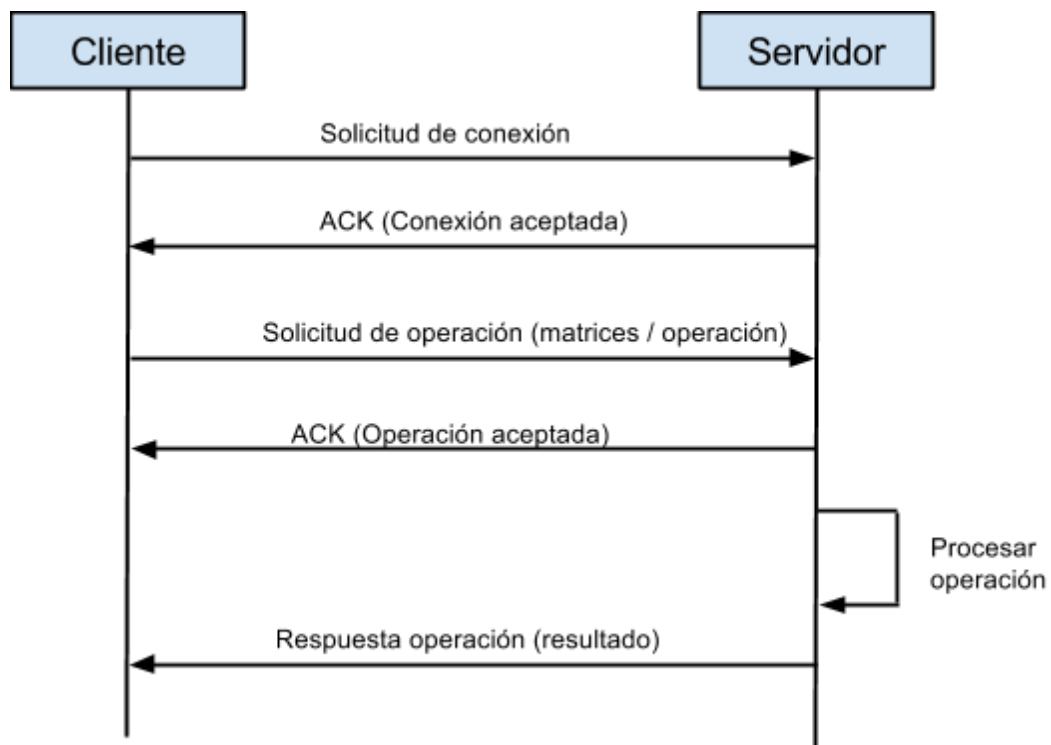 Cliente
Servidor
Solicitud de conexión
ACK (Conexión aceptada)
Solicitud de operación (matrices / operación)
ACK (Operación aceptada)
Procesar
operación
Respuesta operación (resultado)